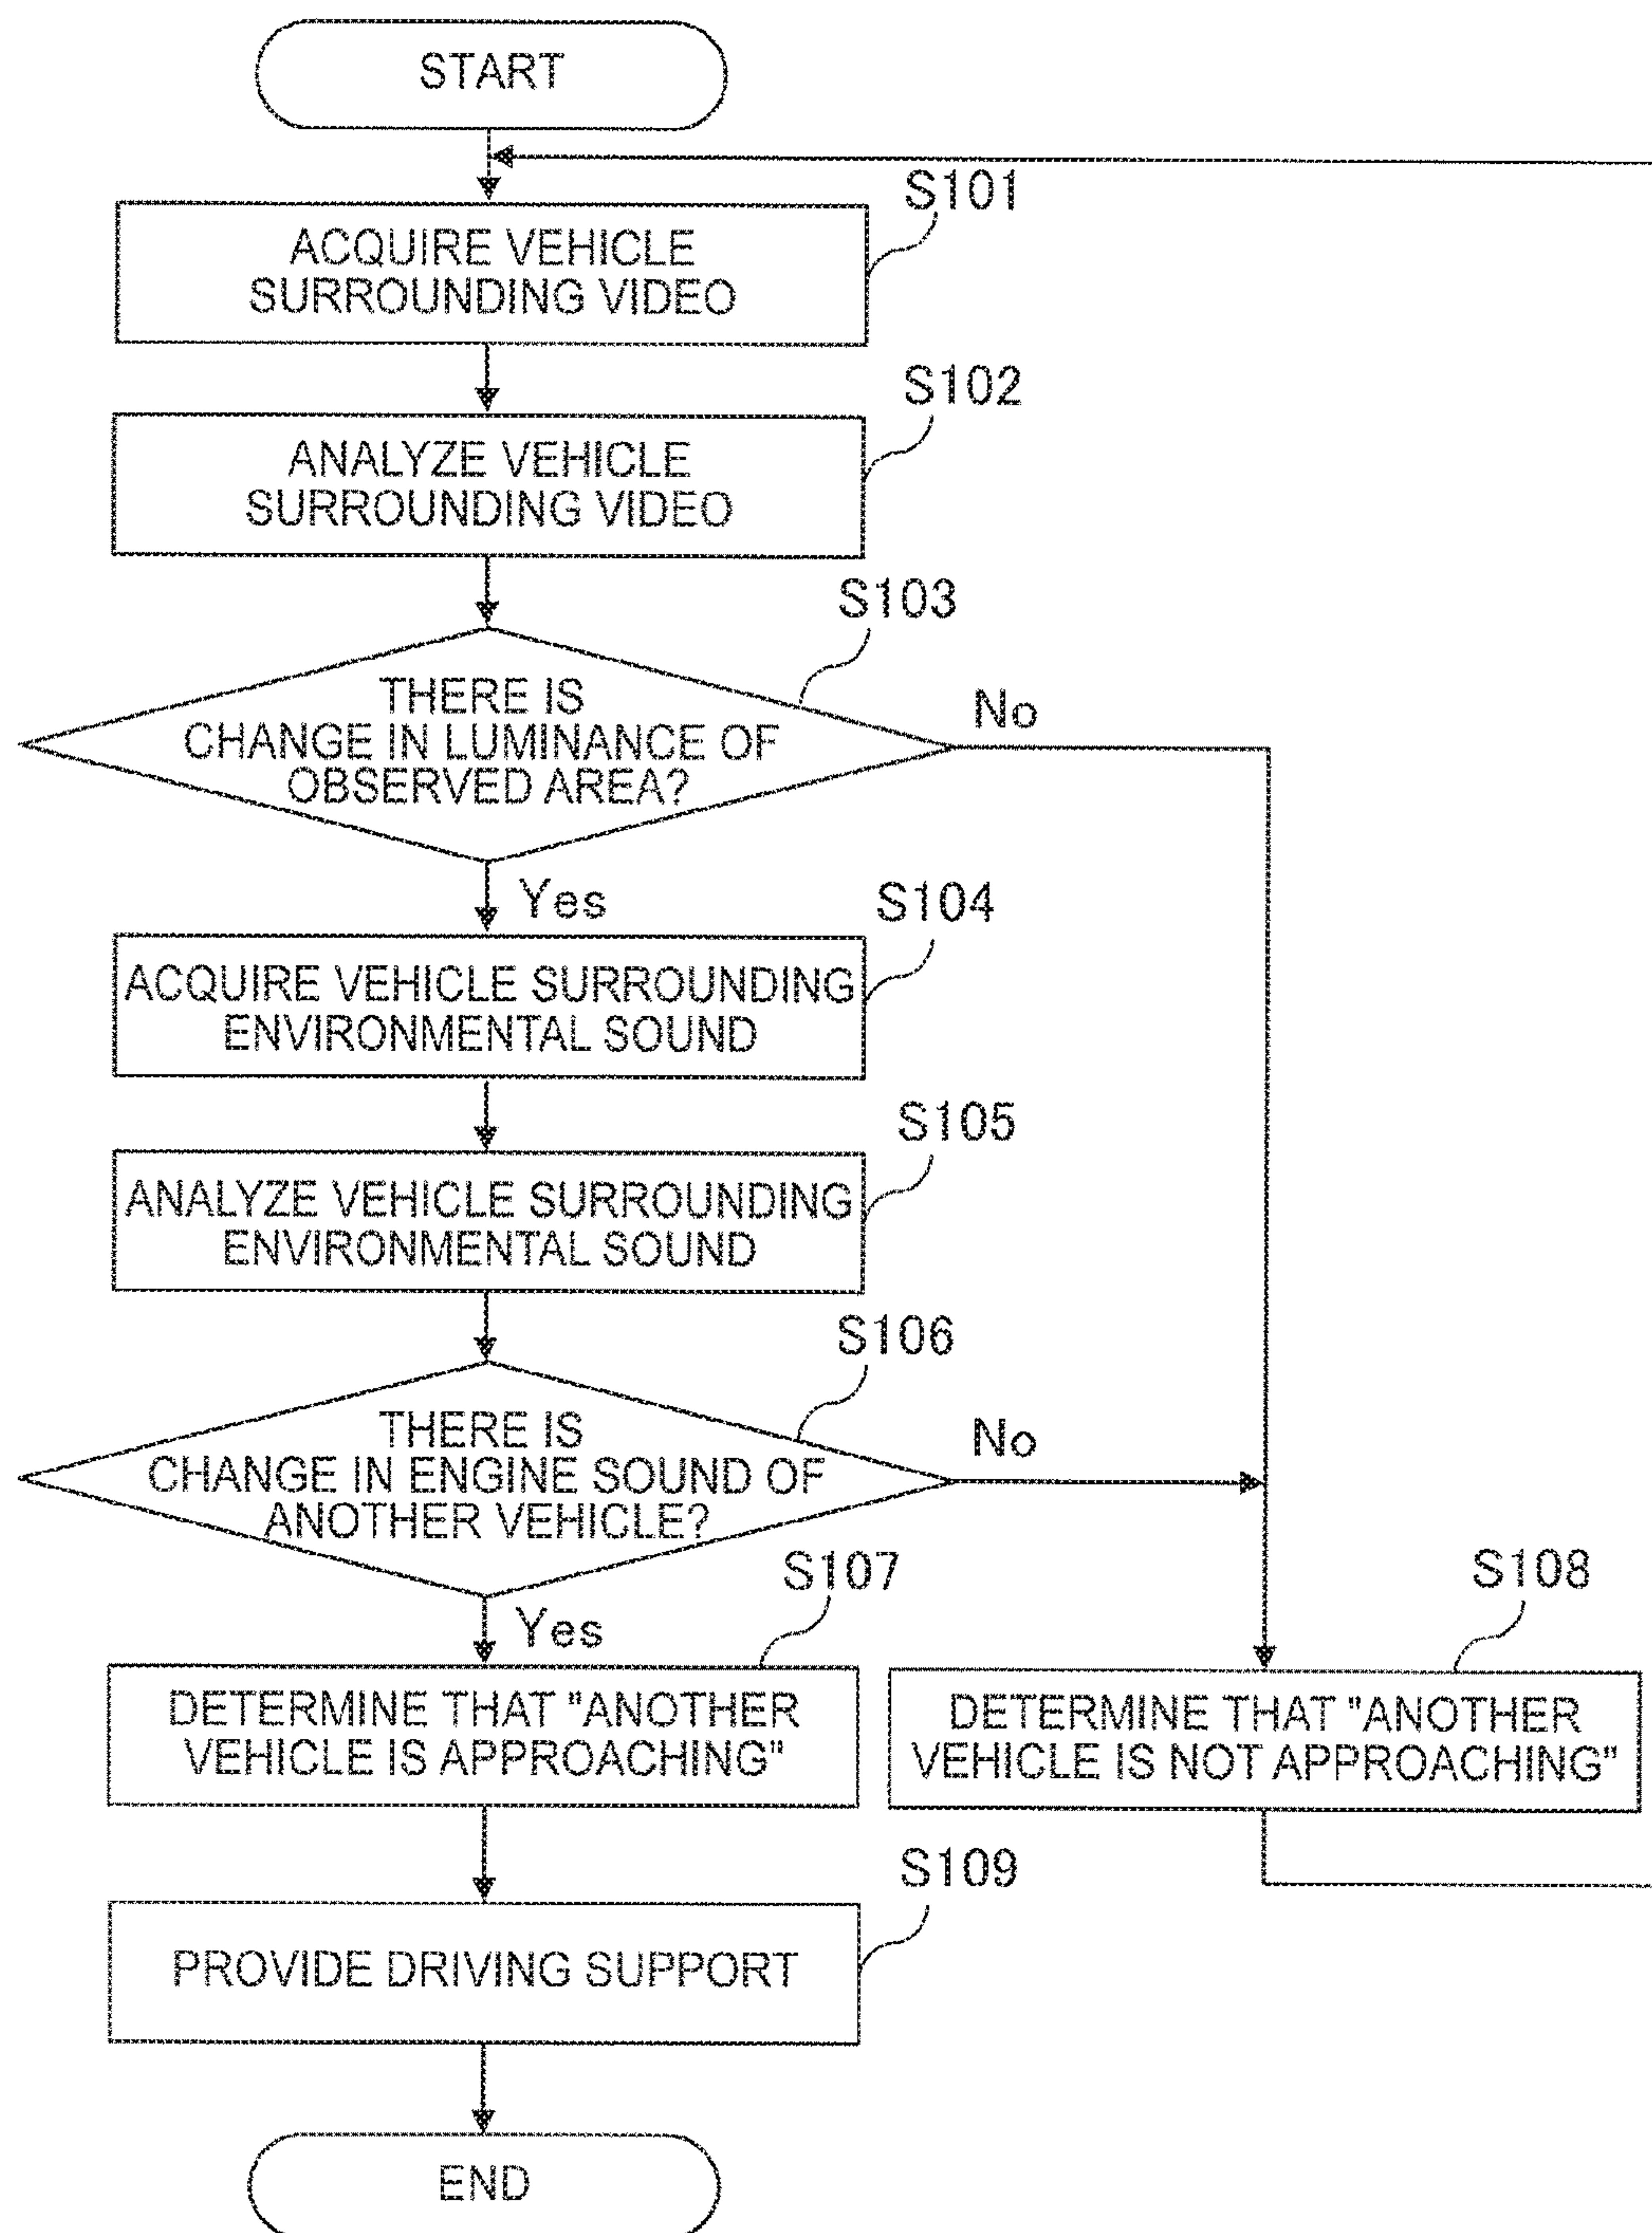 START
S101
ACQUIRE VEHICLE
SURROUNDING VIDEO
S102
ANALYZE VEHICLE
SURROUNDING VIDEO
S103
THERE IS
CHANGE IN LUMINANCE OF
OBSERVED AREA?
No
Yes
S104
ACQUIRE VEHICLE SURROUNDING
ENVIRONMENTAL SOUND
S105
ANALYZE VEHICLE SURROUNDING
ENVIRONMENTAL SOUND
S106
THERE IS
CHANGE IN ENGINE SOUND OF
ANOTHER VEHICLE?
No
Yes
S107
DETERMINE THAT "ANOTHER
VEHICLE IS APPROACHING"
S108
DETERMINE THAT "ANOTHER
VEHICLE IS NOT APPROACHING"
S109
PROVIDE DRIVING SUPPORT
END